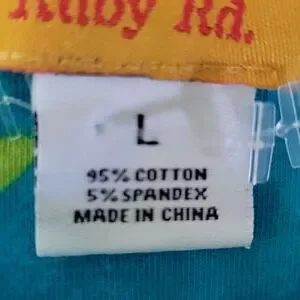 Ruby Rd.
L
95% COTTON
5% SPANDEX
MADE IN CHINA